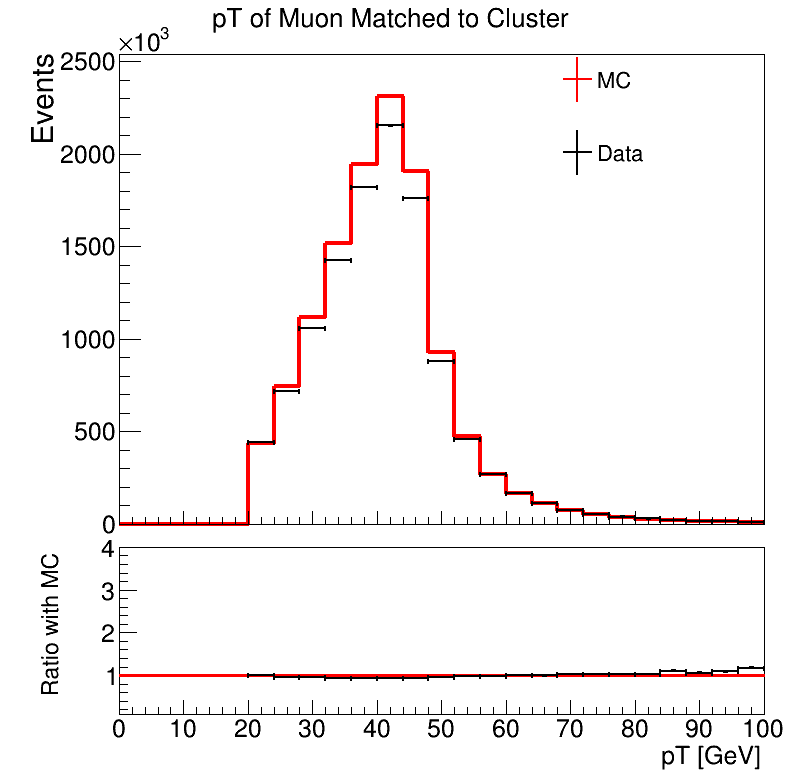 pT of Muon Matched to Cluster
×10³
Events
2500
2000
1500
1000
500
0
MC
Data
Ratio with MC
4
3
2
1
0 10 20 30 40 50 60 70 80 90 100
pT [GeV]